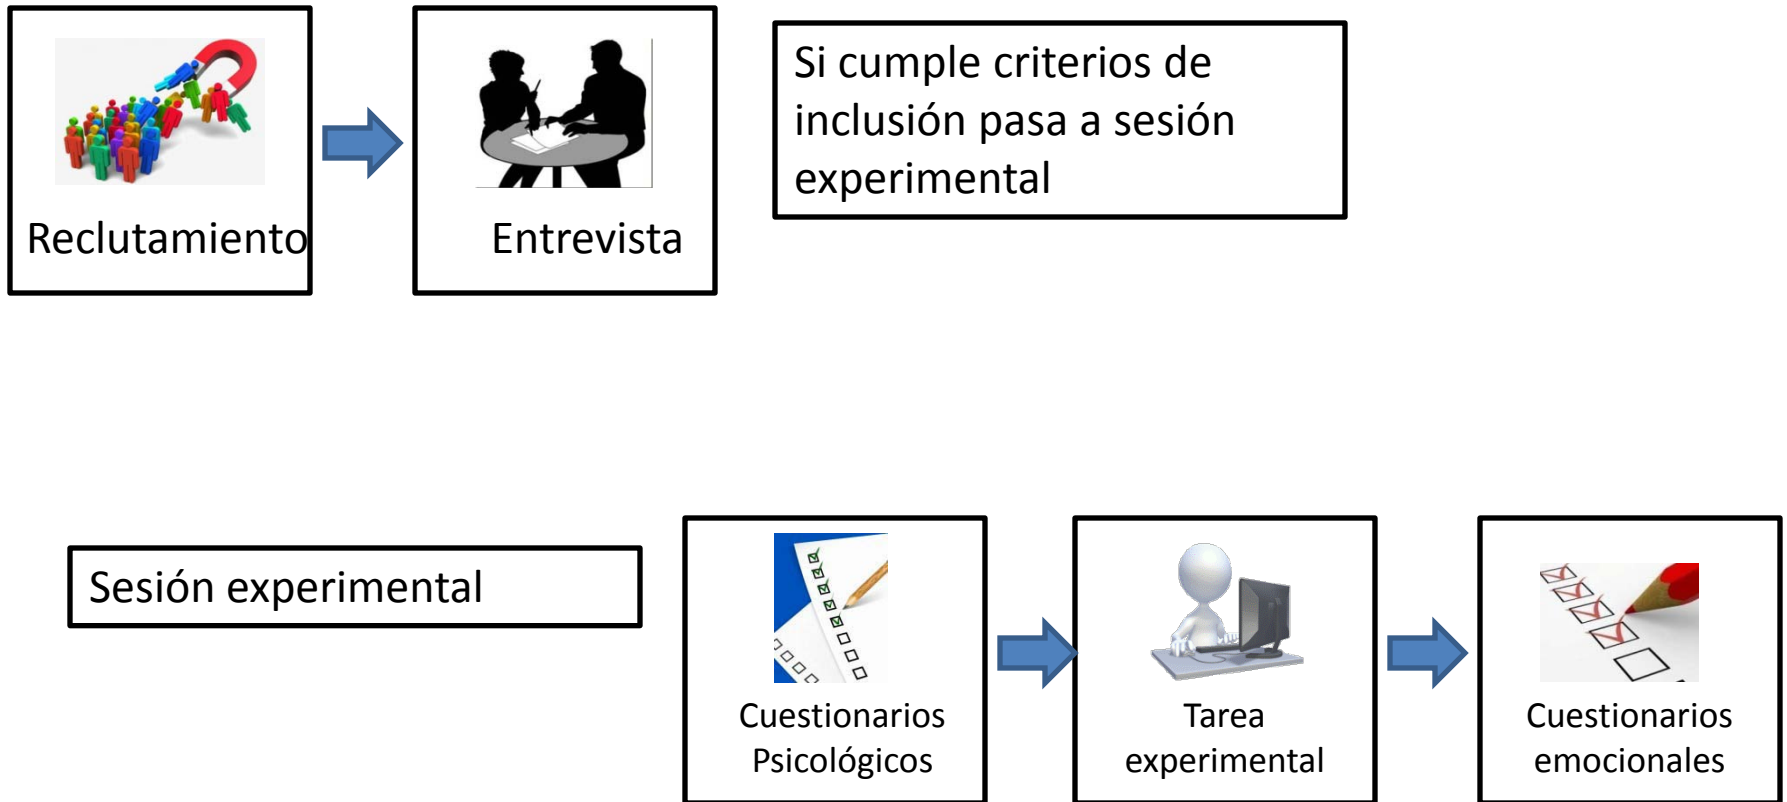 Reclutamiento
Entrevista
Si cumple criterios de
inclusión pasa a sesión
experimental
Sesión experimental
Cuestionarios
Psicológicos
Tarea
experimental
Cuestionarios
emocionales